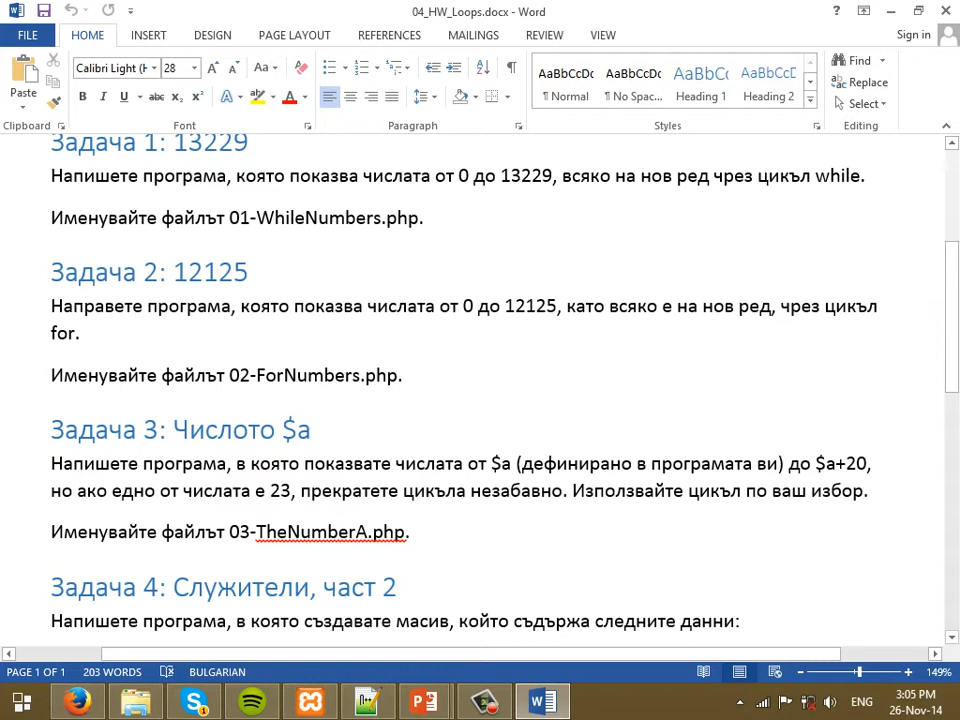 04_HW_Loops.docx - Word
FILE HOME INSERT DESIGN PAGE LAYOUT REFERENCES MAILINGS REVIEW VIEW Sign in
Paste
Calibri Light (H 28
AaBbCcDc AaBbCcDc AaBbC AaBbCcD
¶ Normal ¶ No Spac... Heading 1 Heading 2
Find
Replace
Select
Clipboard Font Paragraph Styles Editing
Задача 1: 13229
Напишете програма, която показва числата от 0 до 13229, всяко на нов ред чрез цикъл while.
Именувайте файлът 01-WhileNumbers.php.
Задача 2: 12125
Направете програма, която показва числата от 0 до 12125, като всяко е на нов ред, чрез цикъл
for.
Именувайте файлът 02-ForNumbers.php.
Задача 3: Числото $a
Напишете програма, в която показвате числата от $a (дефинирано в програмата ви) до $a+20,
но ако едно от числата е 23, прекратете цикъла незабавно. Използвайте цикъл по ваш избор.
Именувайте файлът 03-TheNumberA.php.
Задача 4: Служители, част 2
Напишете програма, в която създавате масив, който съдържа следните данни:
PAGE 1 OF 1 203 WORDS BULGARIAN 149%
ENG
3:05 PM
26-Nov-14